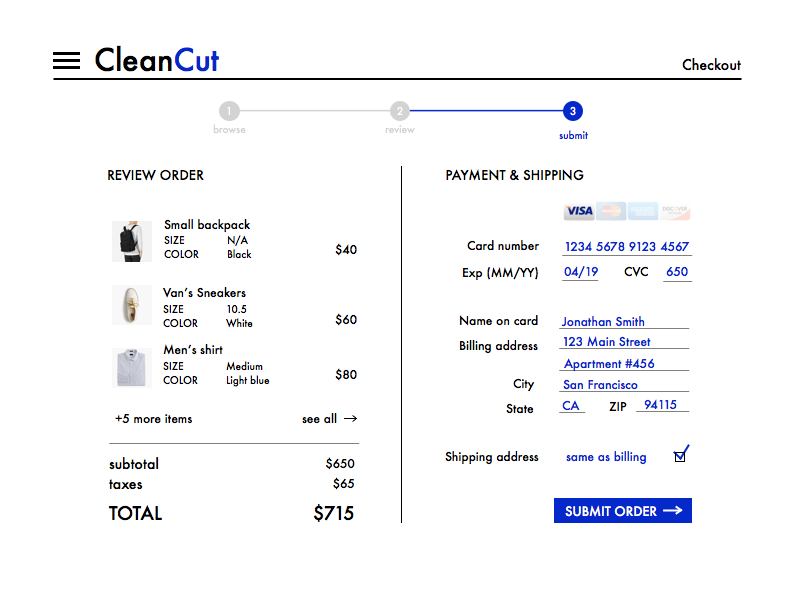 CleanCut
Checkout
1 2 3
browse review submit
REVIEW ORDER
Small backpack
SIZE N/A
COLOR Black
$40
Van's Sneakers
SIZE 10.5
COLOR White
$60
Men's shirt
SIZE Medium
COLOR Light blue
$80
+5 more items see all →
subtotal $650
taxes $65
TOTAL $715
PAYMENT & SHIPPING
VISA DISCOVER
Card number 1234 5678 9123 4567
Exp (MM/YY) 04/19 CVC 650
Name on card Jonathan Smith
Billing address 123 Main Street
Apartment #456
City San Francisco
State CA ZIP 94115
Shipping address same as billing
SUBMIT ORDER →